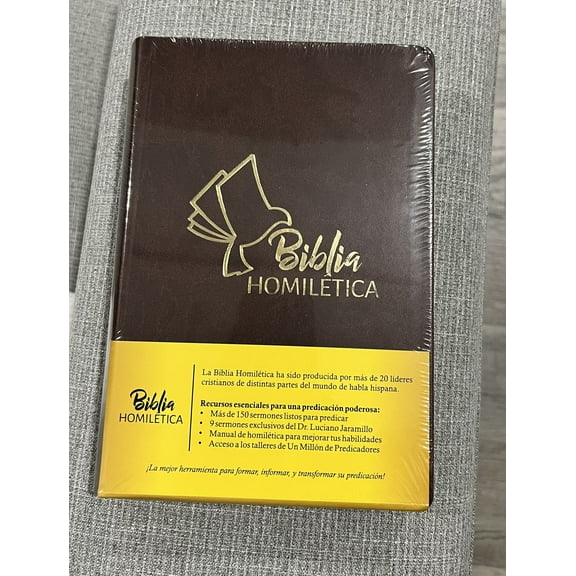 Biblia
HOMILÉTICA
Biblia
HOMILÉTICA
La Biblia Homilética ha sido producida por más de 20 líderes
cristianos de distintas partes del mundo de habla hispana.
Recursos esenciales para una predicación poderosa:
• Más de 150 sermones listos para predicar
• 9 sermones exclusivos del Dr. Luciano Jaramillo
• Manual de homilética para mejorar tus habilidades
• Acceso a los talleres de Un Millón de Predicadores
¡La mejor herramienta para formar, informar, y transformar su predicación!